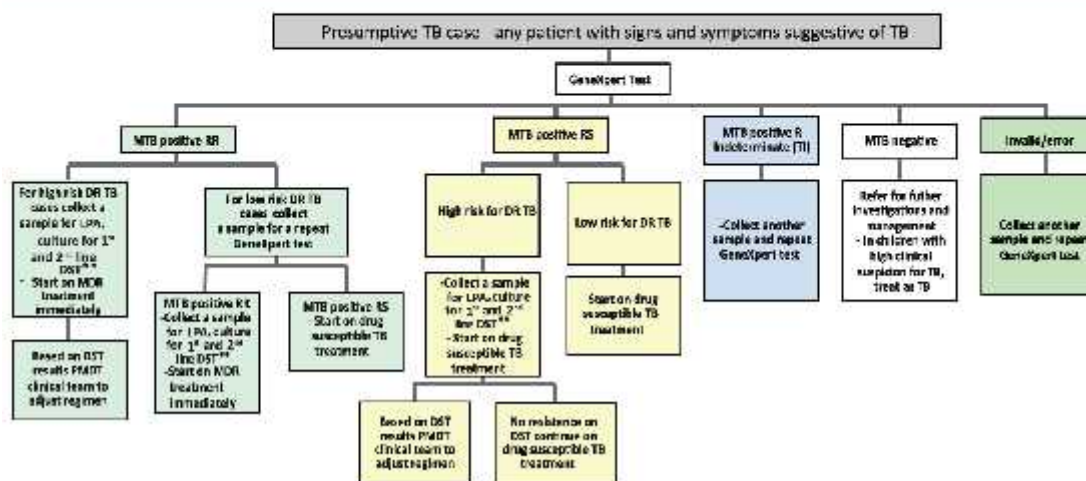 Presumptive TB case - any patient with signs and symptoms suggestive of TB
GeneXpert Test
MTB positive RR
MTB positive RS
MTB positive R
Indeterminate (TI)
MTB negative
Invalid/error
For high risk DR TB
cases collect a
sample for LPA,
culture for 1st
and 2nd line
DST**
- Start on MDR
treatment
immediately
For low risk DR TB
cases collect
a sample for a repeat
GeneXpert test
High risk for DR TB
Low risk for DR TB
-Collect another
sample and repeat
GeneXpert test
Refer for futher
investigations and
management
- In children with
high clinical
suspicion for TB,
treat as TB
Collect another
sample and repeat
GeneXpert test
Based on DST
results PMDT
clinical team to
adjust regimen
MTB positive RR
-Collect a sample
for LPA, culture
for 1st and 2nd
line DST**
-Start on MDR
treatment
immediately
MTB positive RS
- Start on drug
susceptible TB
treatment
-Collect a sample
for LPA, culture
for 1st and 2nd
line DST**
- Start on drug
susceptible TB
treatment
Start on drug
susceptible TB
treatment
Based on DST
results PMDT
clinical team to
adjust regimen
No resistance on
DST continue on
drug susceptible TB
treatment